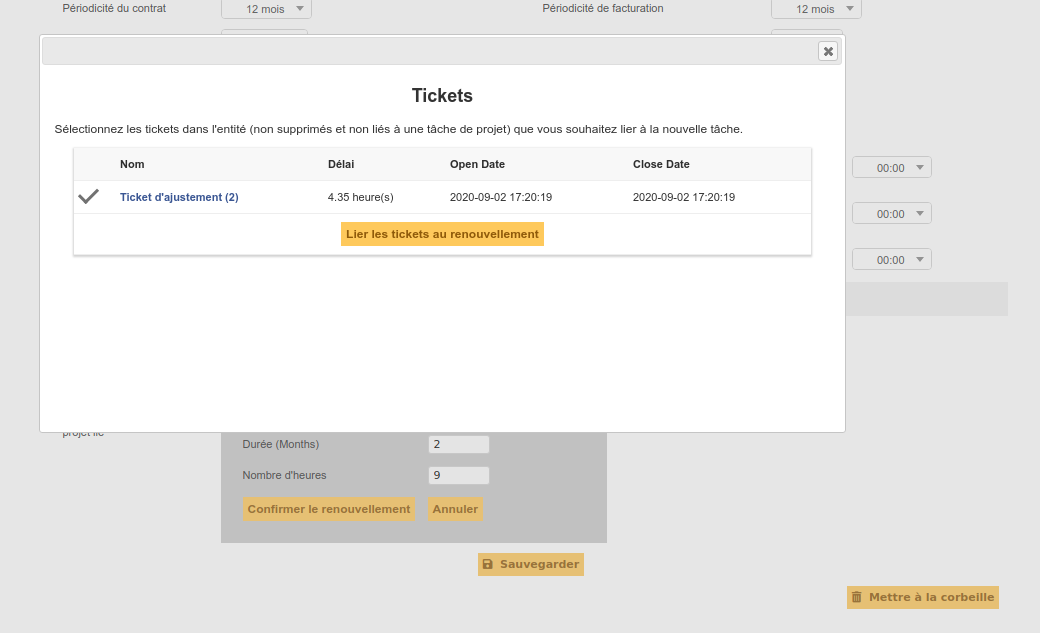 Périodicité du contrat 12 mois Périodicité de facturation 12 mois
Tickets
Sélectionnez les tickets dans l'entité (non supprimés et non liés à une tâche de projet) que vous souhaitez lier à la nouvelle tâche.
Nom Délai Open Date Close Date
00:00
Ticket d'ajustement (2) 4.35 heure(s) 2020-09-02 17:20:19 2020-09-02 17:20:19
00:00
Lier les tickets au renouvellement
00:00
projet lié
Durée (Months) 2
Nombre d'heures 9
Confirmer le renouvellement Annuler
Sauvegarder
Mettre à la corbeille